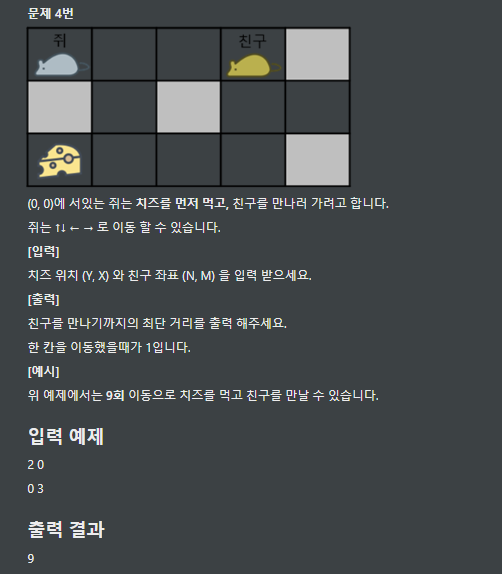 문제 4번
쥐 친구
(0, 0)에 서있는 쥐는 치즈를 먼저 먹고, 친구를 만나러 가려고 합니다.
쥐는 ↑↓ ← → 로 이동 할 수 있습니다.
[입력]
치즈 위치 (Y, X) 와 친구 좌표 (N, M) 을 입력 받으세요.
[출력]
친구를 만나기까지의 최단 거리를 출력 해주세요.
한 칸을 이동했을때가 1입니다.
[예시]
위 예제에서는 9회 이동으로 치즈를 먹고 친구를 만날 수 있습니다.
입력 예제
2 0
0 3
출력 결과
9